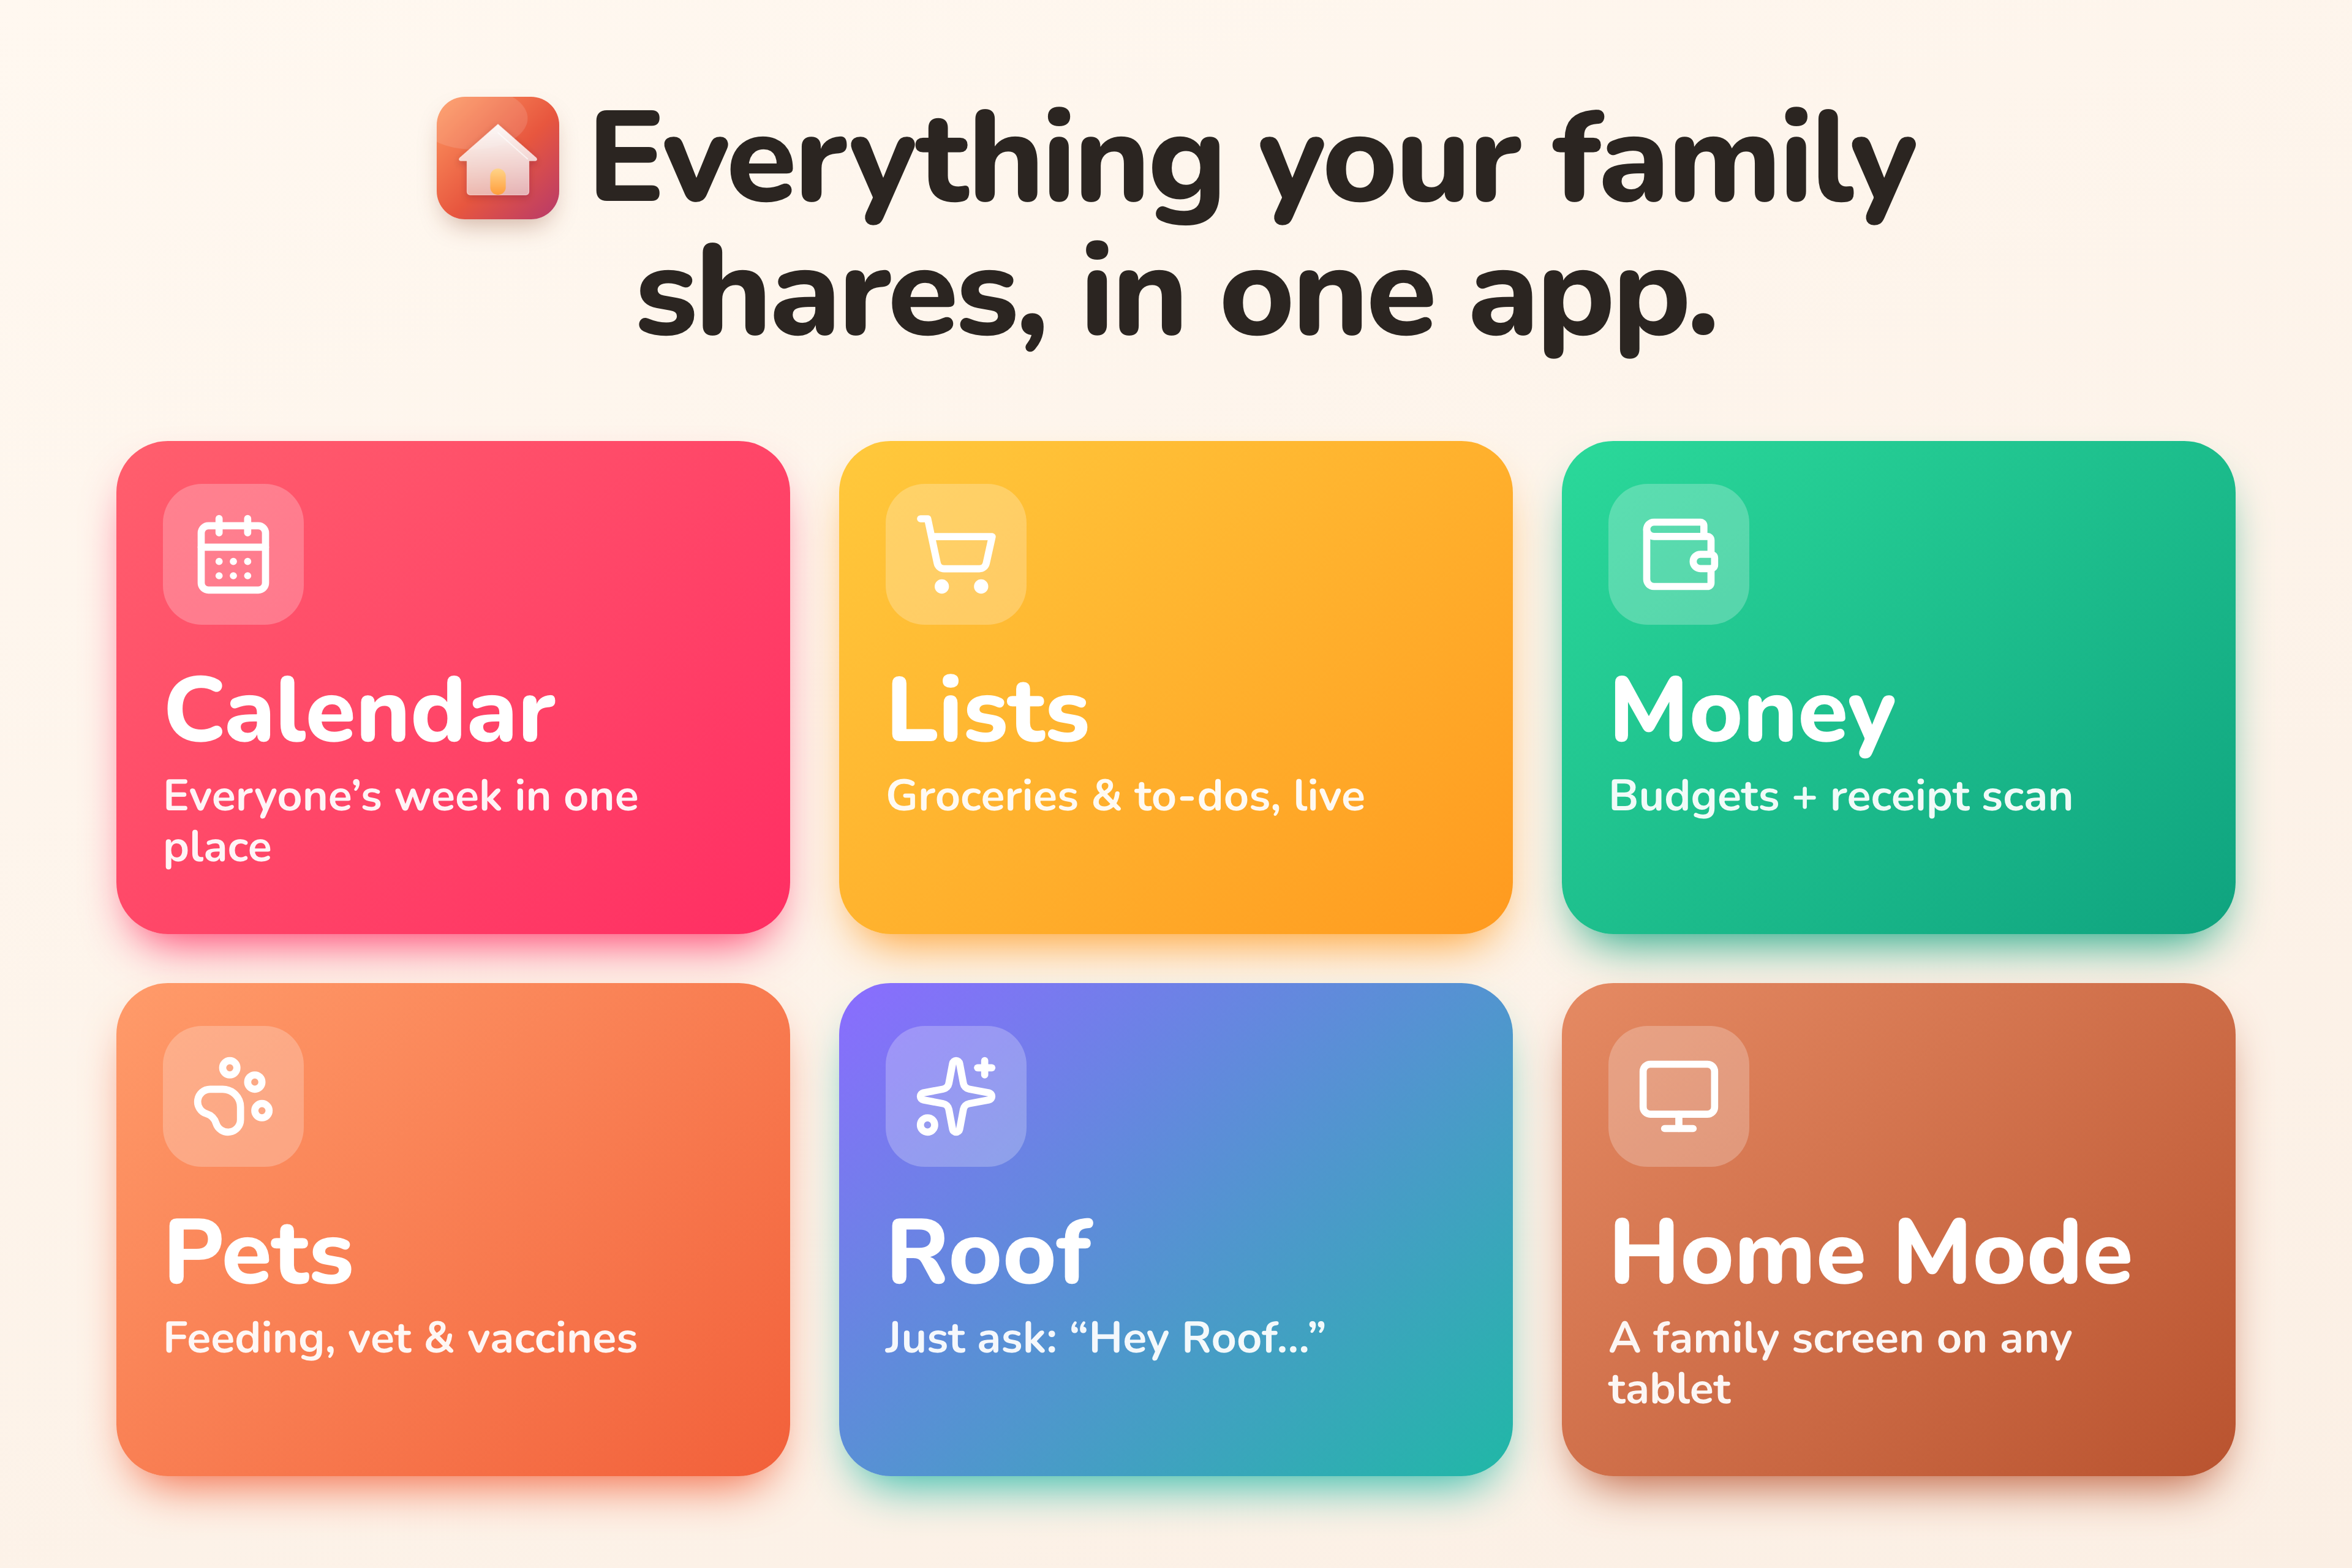 Everything your family
shares, in one app.
Calendar
Everyone’s week in one
place
Lists
Groceries & to-dos, live
Money
Budgets + receipt scan
Pets
Feeding, vet & vaccines
Roof
Just ask: “Hey Roof…”
Home Mode
A family screen on any
tablet